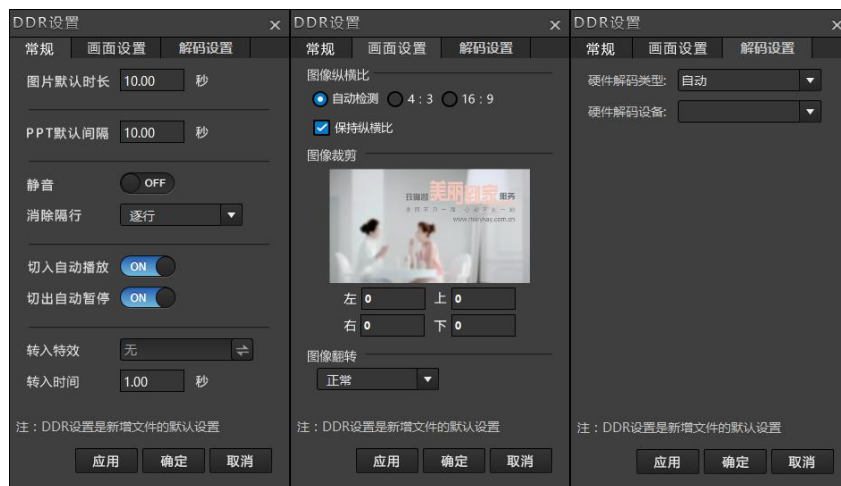 DDR设置
常规 画面设置 解码设置
图片默认时长 10.00 秒
PPT默认间隔 10.00 秒
静音 OFF
消除隔行 逐行
切入自动播放 ON
切出自动暂停 ON
转入特效 无
转入时间 1.00 秒
注：DDR设置是新增文件的默认设置
应用 确定 取消
DDR设置
常规 画面设置 解码设置
图像纵横比
自动检测 4：3 16：9
保持纵横比
图像裁剪
美丽到家 服务
www.marykay.com.cn
左 0 上 0
右 0 下 0
图像翻转
正常
注：DDR设置是新增文件的默认设置
应用 确定 取消
DDR设置
常规 画面设置 解码设置
硬件解码类型: 自动
硬件解码设备:
注：DDR设置是新增文件的默认设置
应用 确定 取消